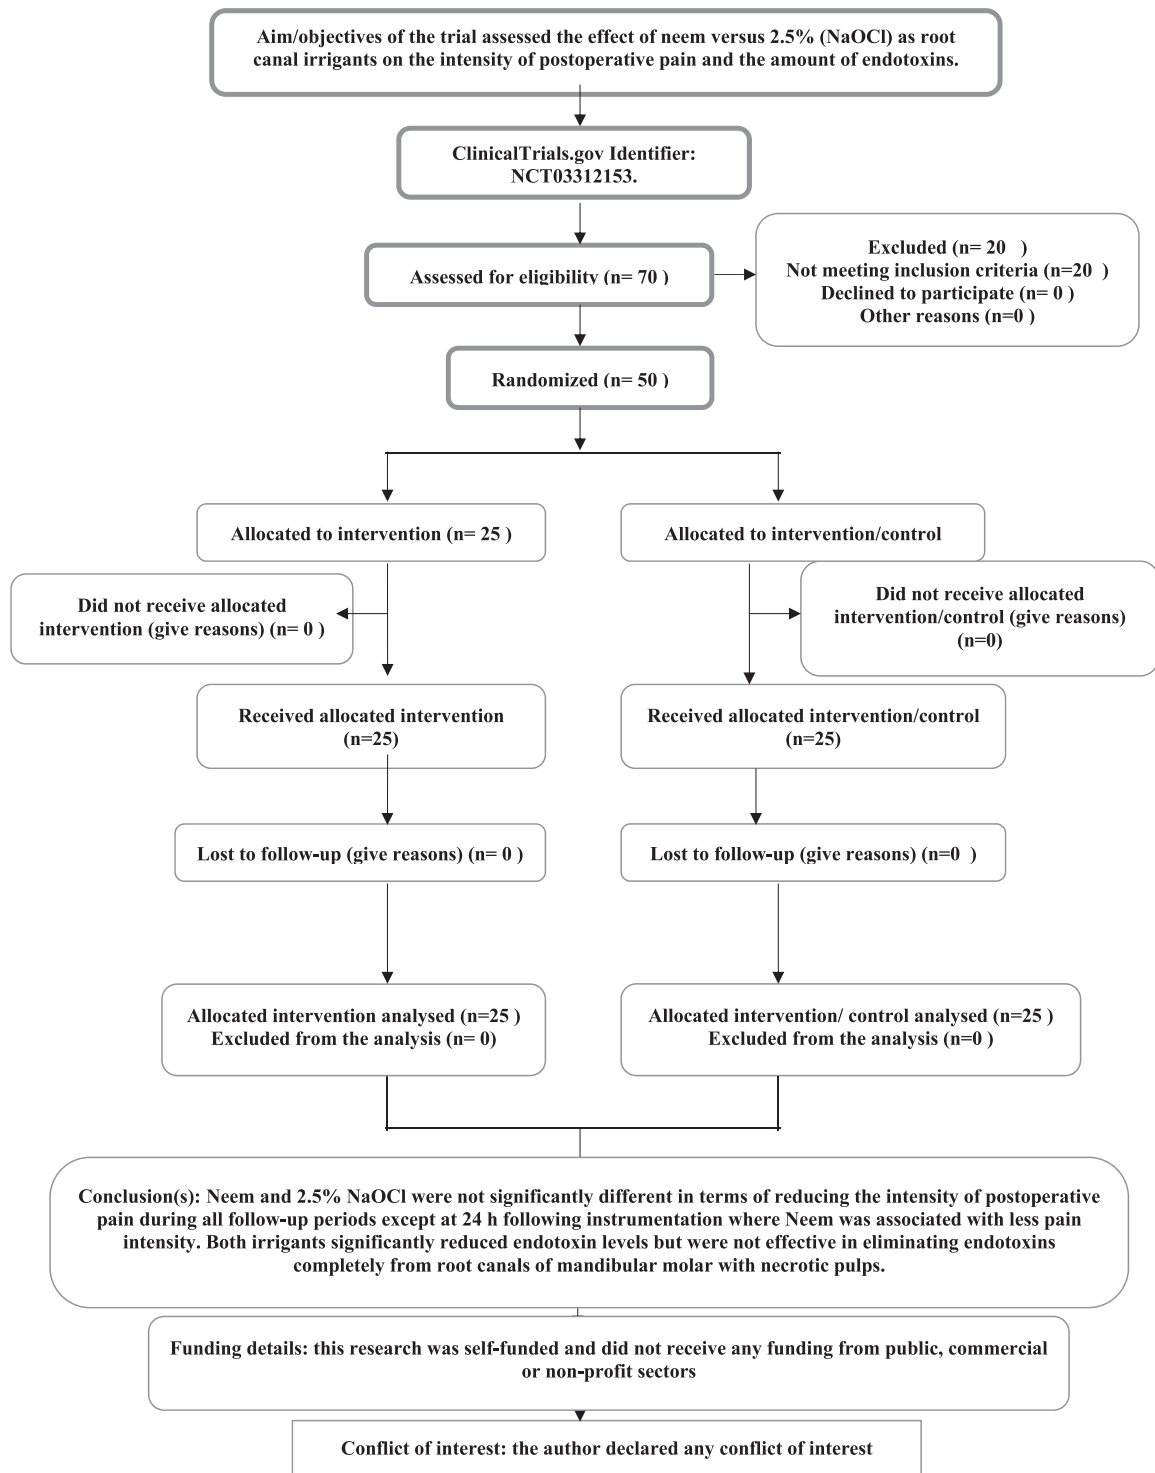 Aim/objectives of the trial assessed the effect of neem versus 2.5% (NaOCl) as root
canal irrigants on the intensity of postoperative pain and the amount of endotoxins.
ClinicalTrials.gov Identifier:
NCT03312153.
Excluded (n= 20 )
Not meeting inclusion criteria (n=20 )
Declined to participate (n= 0 )
Other reasons (n=0 )
Assessed for eligibility (n= 70 )
Randomized (n= 50 )
Allocated to intervention (n= 25 )
Allocated to intervention/control
Did not receive allocated
intervention (give reasons) (n= 0 )
Did not receive allocated
intervention/control (give reasons)
(n=0)
Received allocated intervention
(n=25)
Received allocated intervention/control
(n=25)
Lost to follow-up (give reasons) (n= 0 )
Lost to follow-up (give reasons) (n=0 )
Allocated intervention analysed (n=25 )
Excluded from the analysis (n= 0)
Allocated intervention/ control analysed (n=25 )
Excluded from the analysis (n=0 )
Conclusion(s): Neem and 2.5% NaOCl were not significantly different in terms of reducing the intensity of postoperative
pain during all follow-up periods except at 24 h following instrumentation where Neem was associated with less pain
intensity. Both irrigants significantly reduced endotoxin levels but were not effective in eliminating endotoxins
completely from root canals of mandibular molar with necrotic pulps.
Funding details: this research was self-funded and did not receive any funding from public, commercial
or non-profit sectors
Conflict of interest: the author declared any conflict of interest